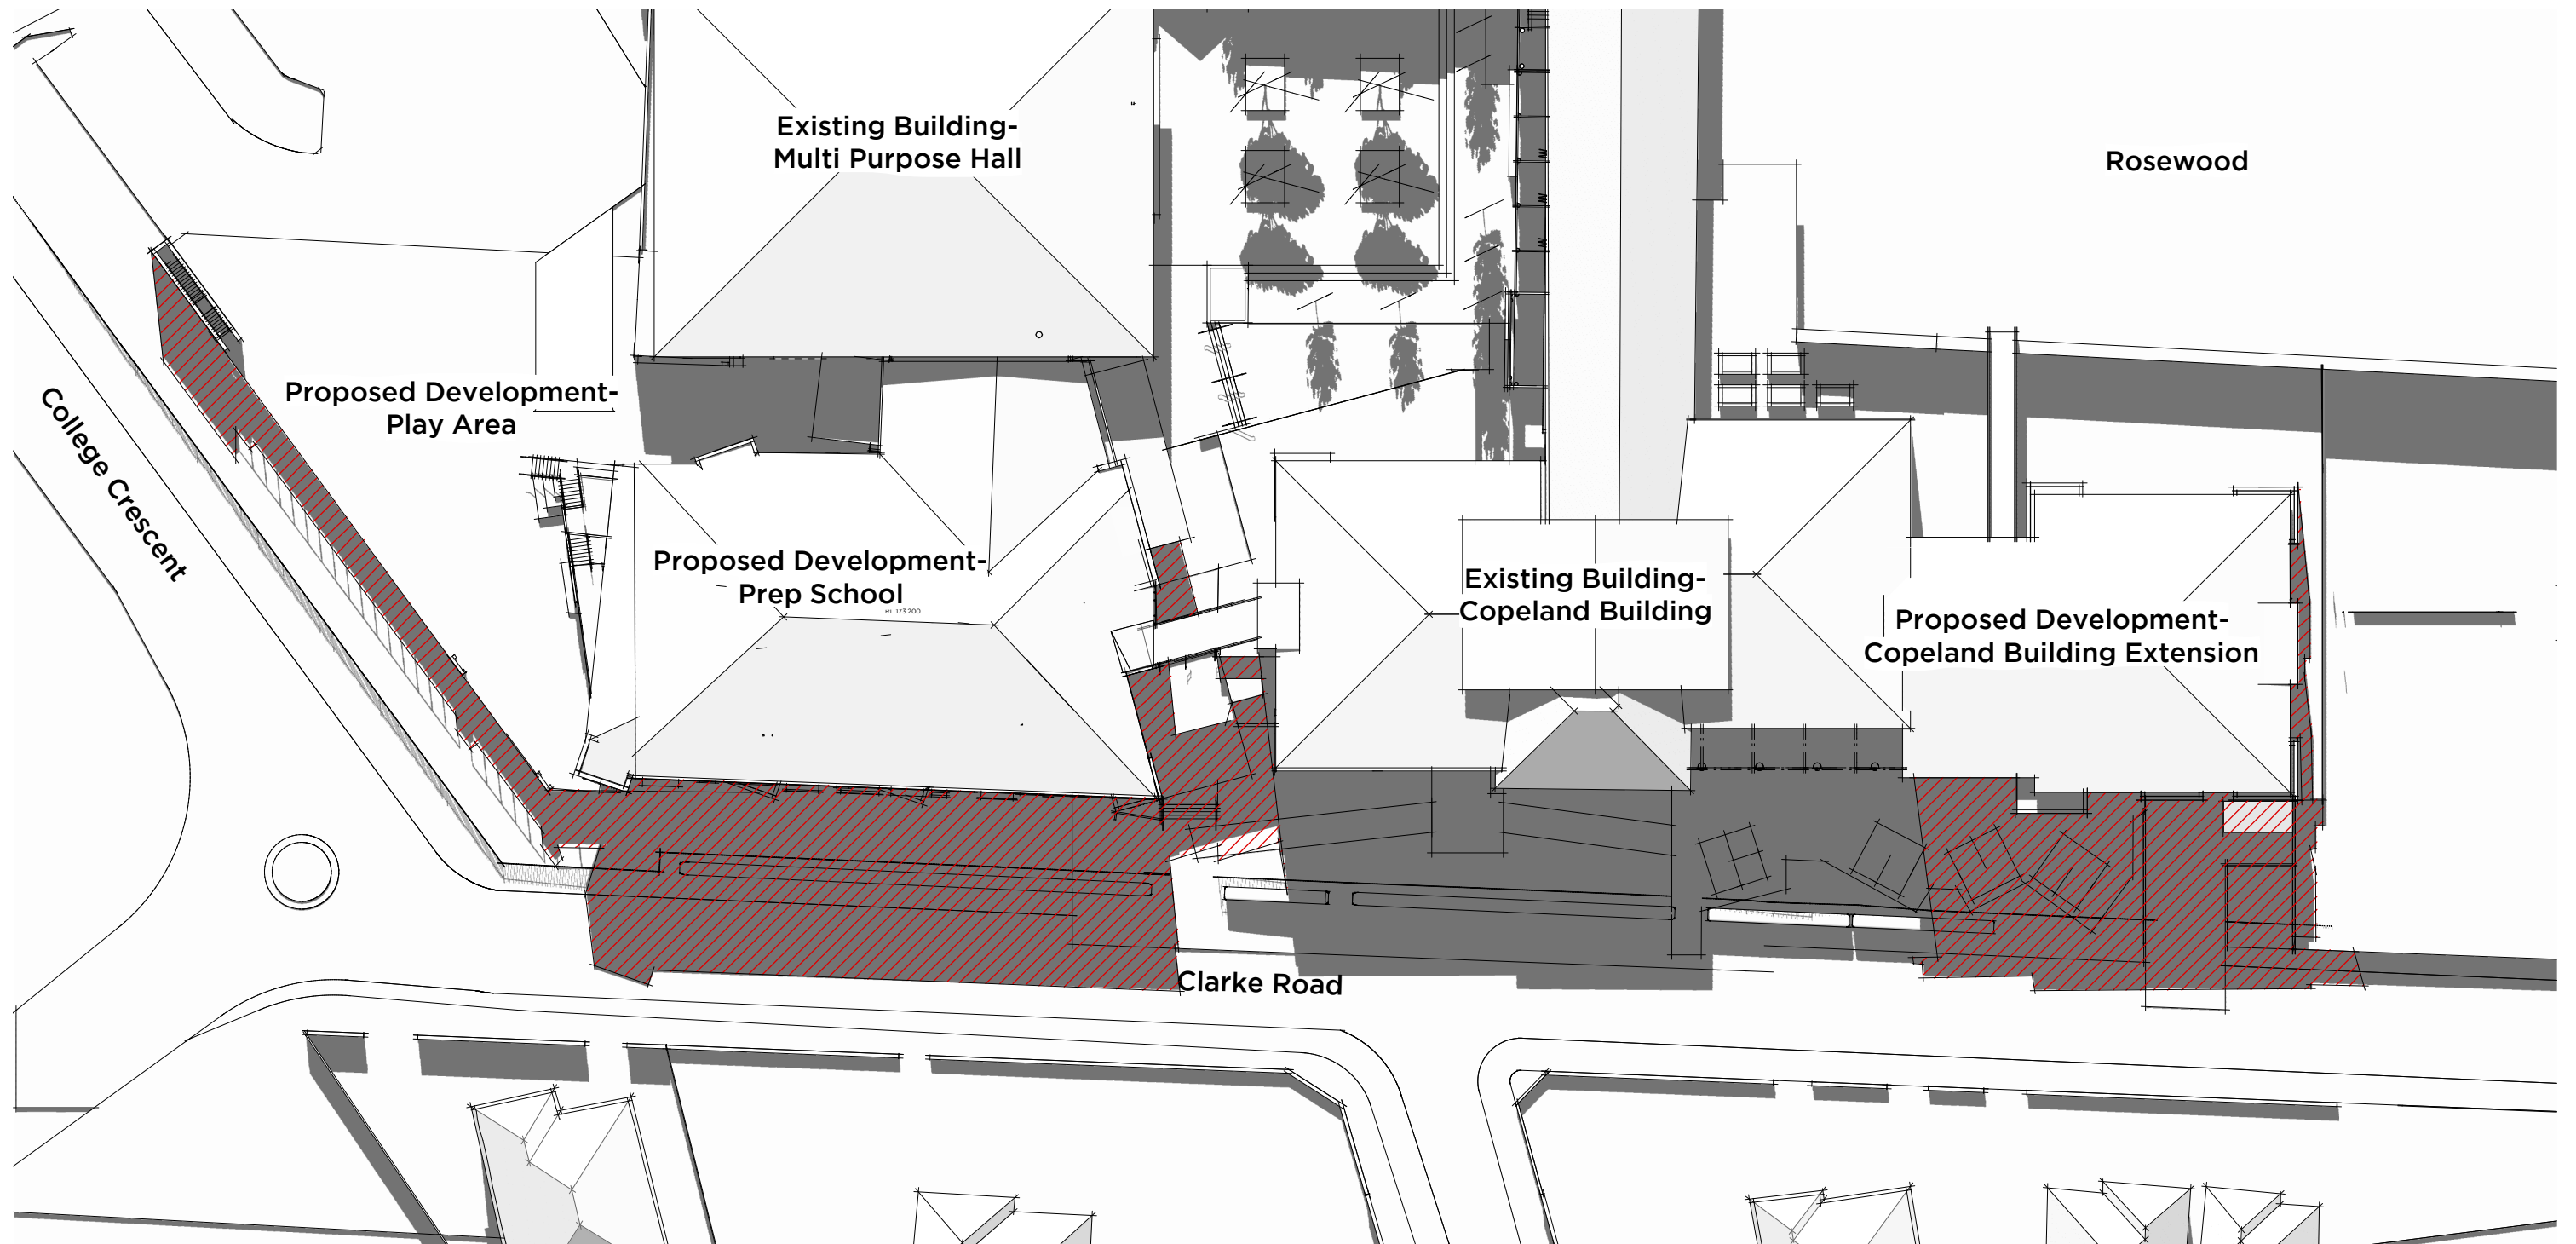 Existing Building-
Multi Purpose Hall
Rosewood
Proposed Development-
Play Area
College Crescent
Proposed Development-
Prep School
Existing Building-
Copeland Building
Proposed Development-
Copeland Building Extension
Clarke Road